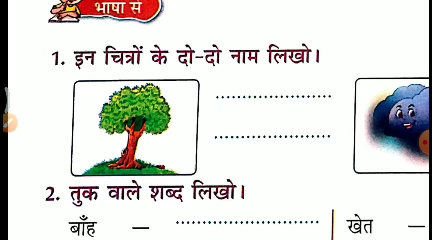 भाषा से
1. इन चित्रों के दो-दो नाम लिखो।
2. तुक वाले शब्द लिखो।
बाँह — ........................ खेत —